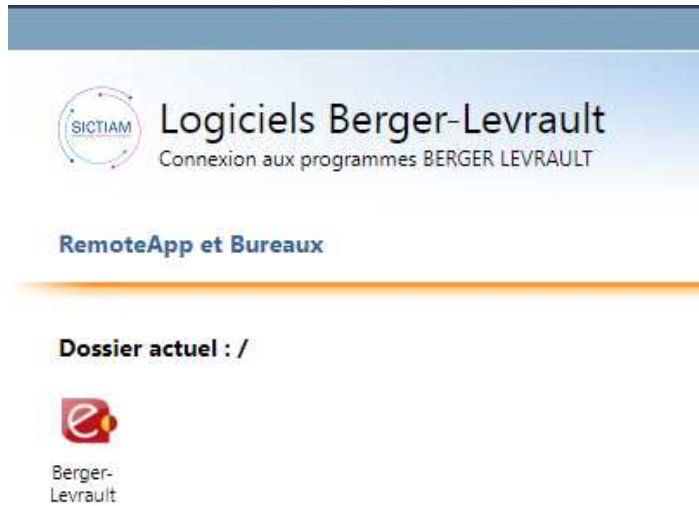 SICTIAM
Logiciels Berger-Levrault
Connexion aux programmes BERGER LEVRAULT
RemoteApp et Bureaux
Dossier actuel : /
Berger-
Levrault